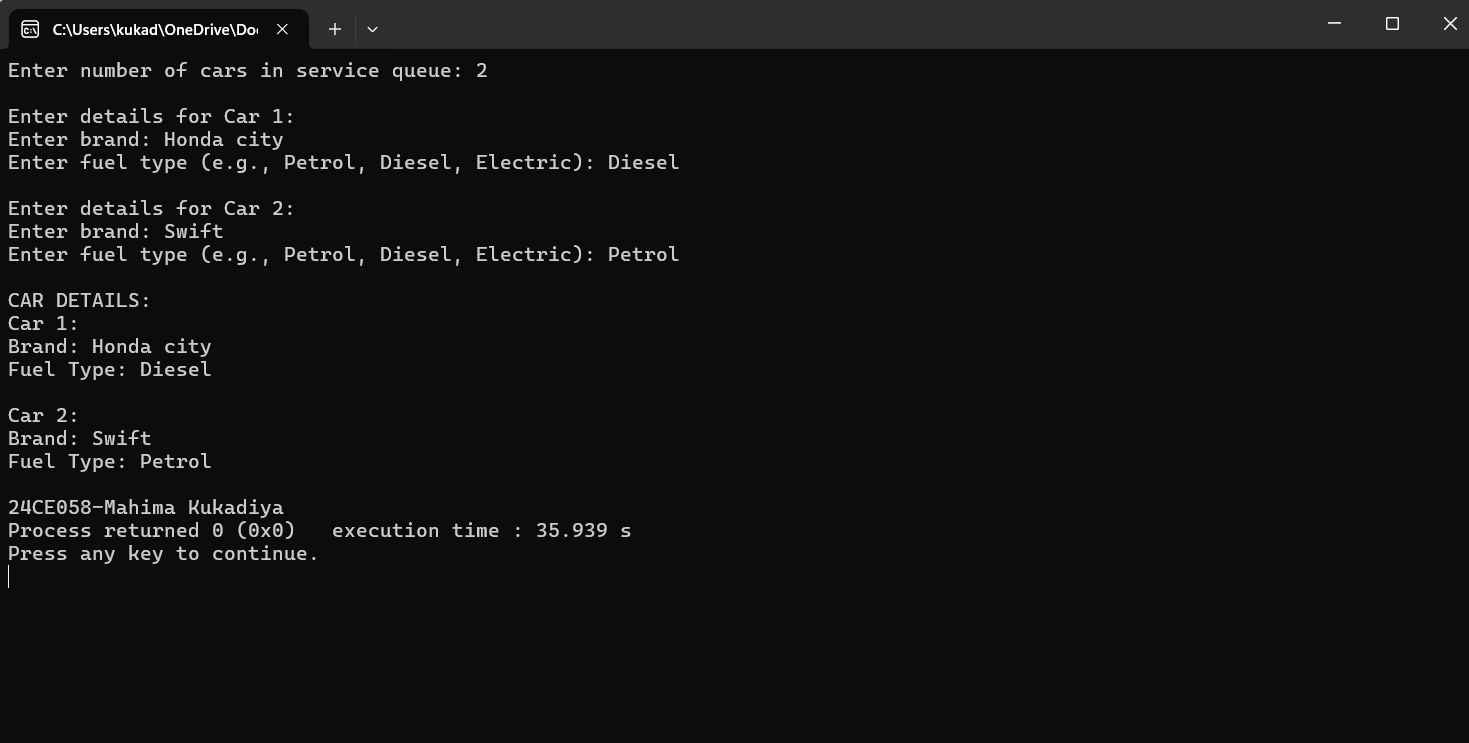 C:\Users\kukad\OneDrive\Doc
Enter number of cars in service queue: 2
Enter details for Car 1:
Enter brand: Honda city
Enter fuel type (e.g., Petrol, Diesel, Electric): Diesel
Enter details for Car 2:
Enter brand: Swift
Enter fuel type (e.g., Petrol, Diesel, Electric): Petrol
CAR DETAILS:
Car 1:
Brand: Honda city
Fuel Type: Diesel
Car 2:
Brand: Swift
Fuel Type: Petrol
24CE058-Mahima Kukadiya
Process returned 0 (0x0)   execution time : 35.939 s
Press any key to continue.